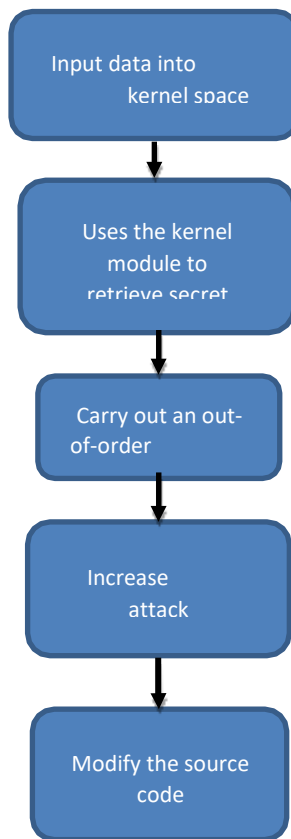 Input data into
kernel space
Uses the kernel
module to
retrieve secret
Carry out an out-
of-order
Increase
attack
Modify the source
code